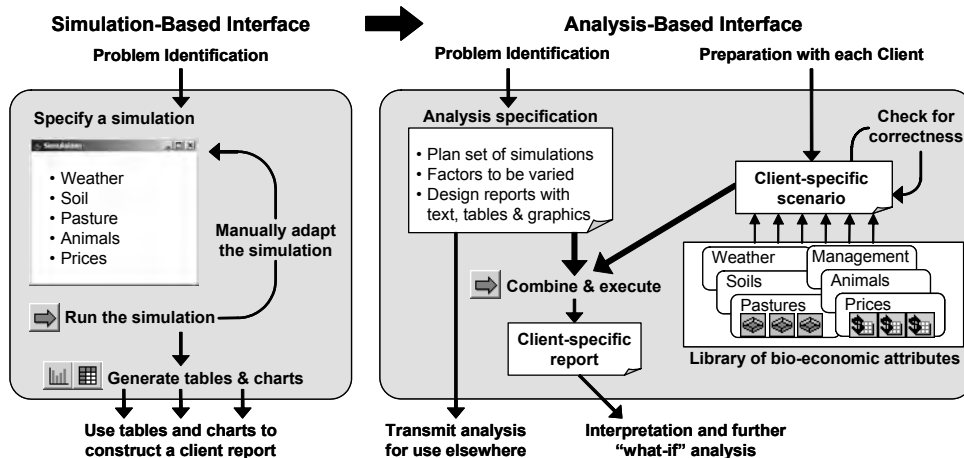 Simulation-Based Interface
Problem Identification
Specify a simulation
Simulation
• Weather
• Soil
• Pasture
• Animals
• Prices
Manually adapt
the simulation
Run the simulation
Generate tables & charts
Use tables and charts to
construct a client report
Analysis-Based Interface
Problem Identification
Preparation with each Client
Analysis specification
• Plan set of simulations
• Factors to be varied
• Design reports with
text, tables & graphics
Check for
correctness
Client-specific
scenario
Combine & execute
Weather
Soils
Pastures
Management
Animals
Prices
Library of bio-economic attributes
Client-specific
report
Transmit analysis
for use elsewhere
Interpretation and further
“what-if” analysis